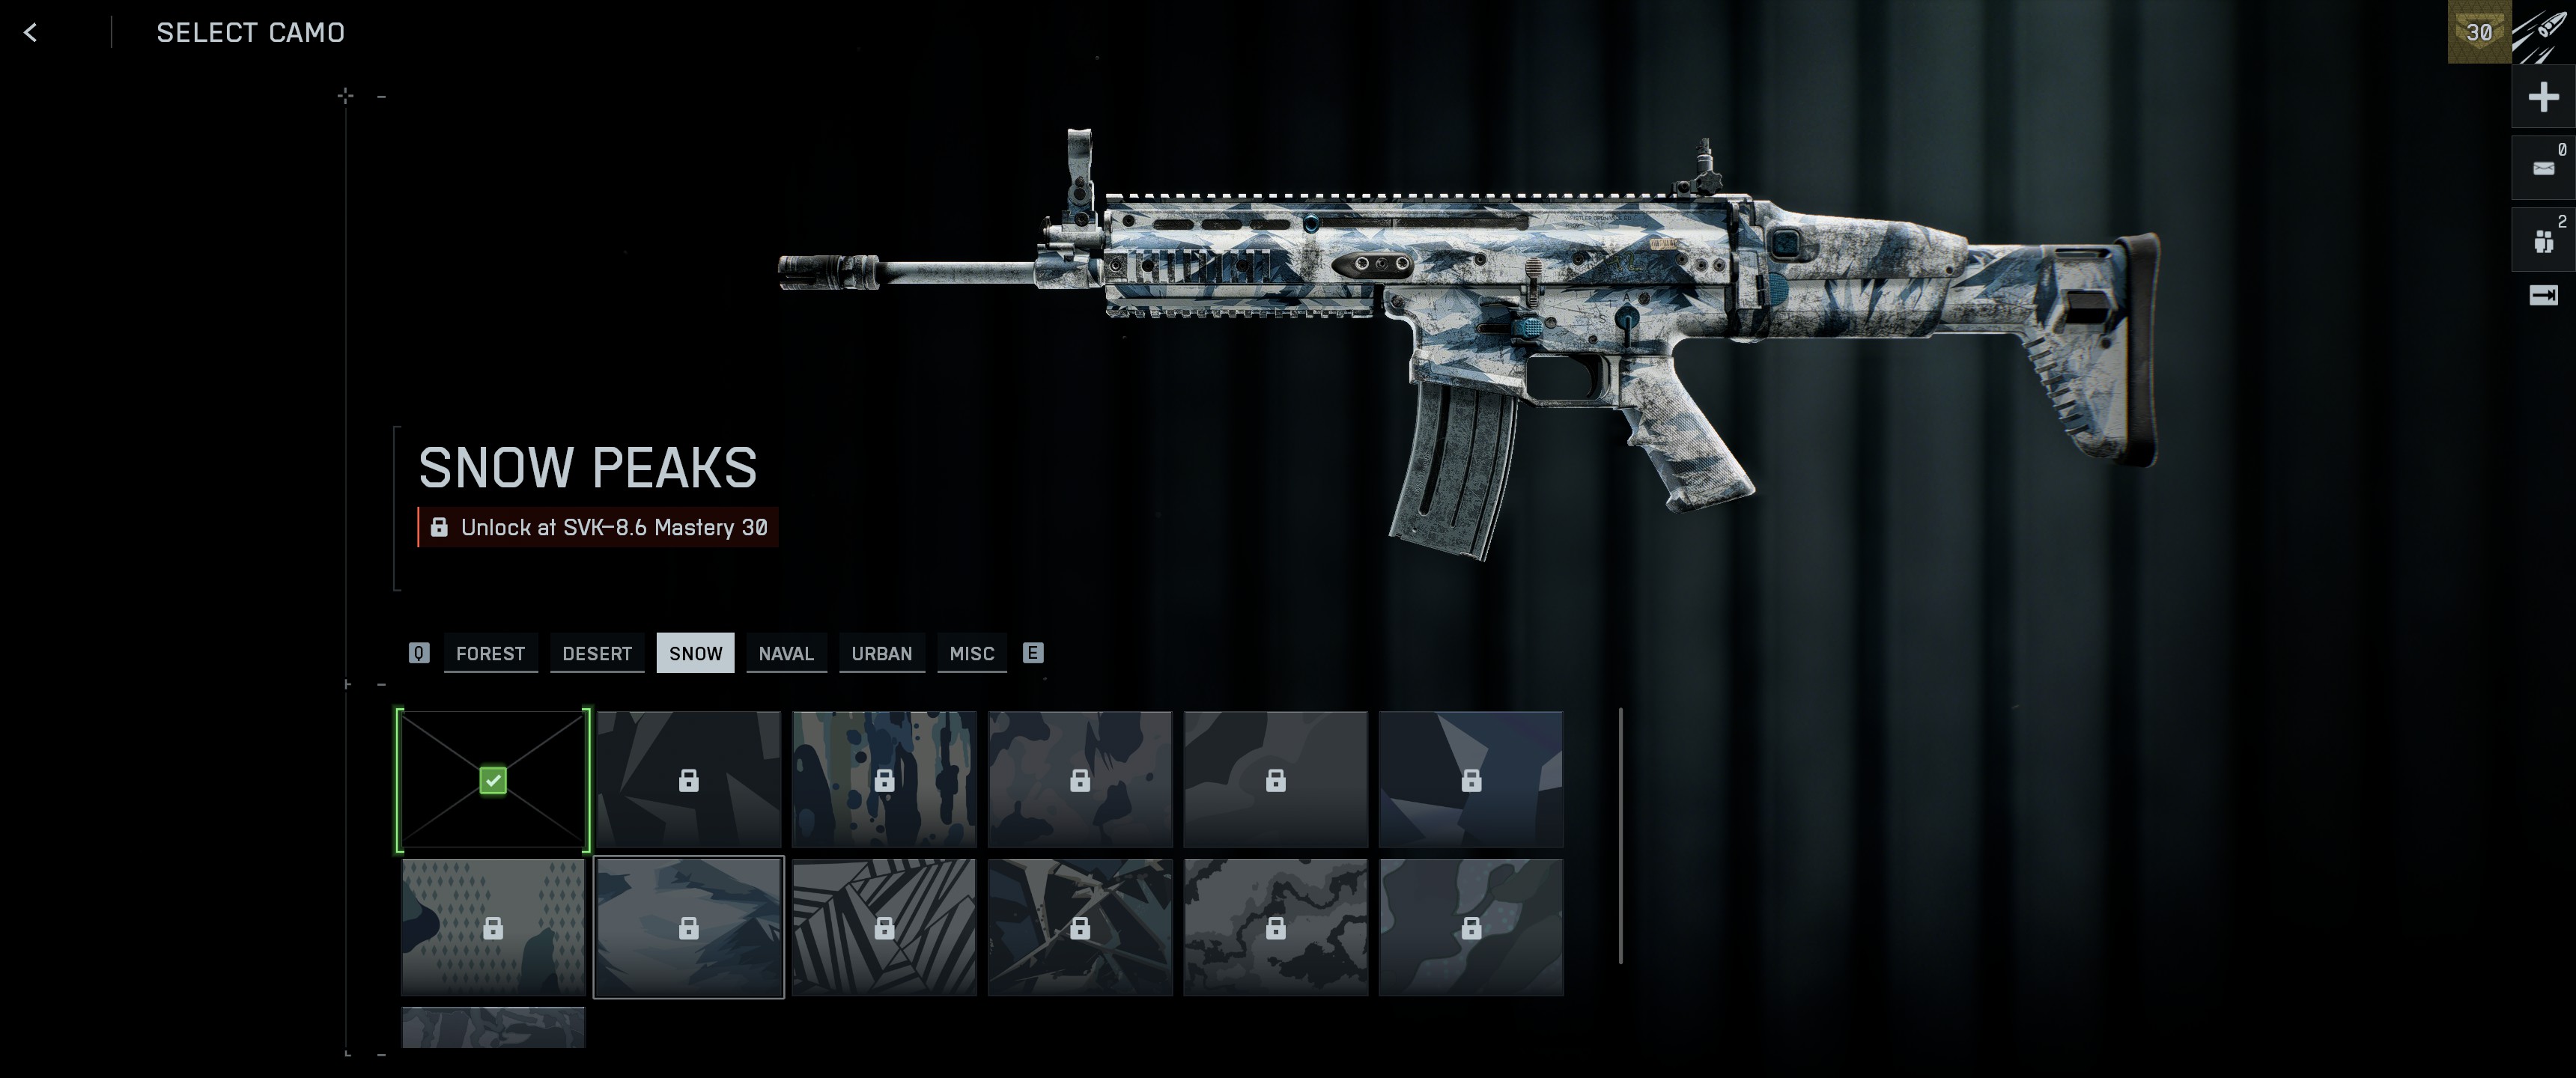 SELECT CAMO
30
0
2
SNOW PEAKS
Unlock at SVK-8.6 Mastery 30
Q FOREST DESERT SNOW NAVAL URBAN MISC E